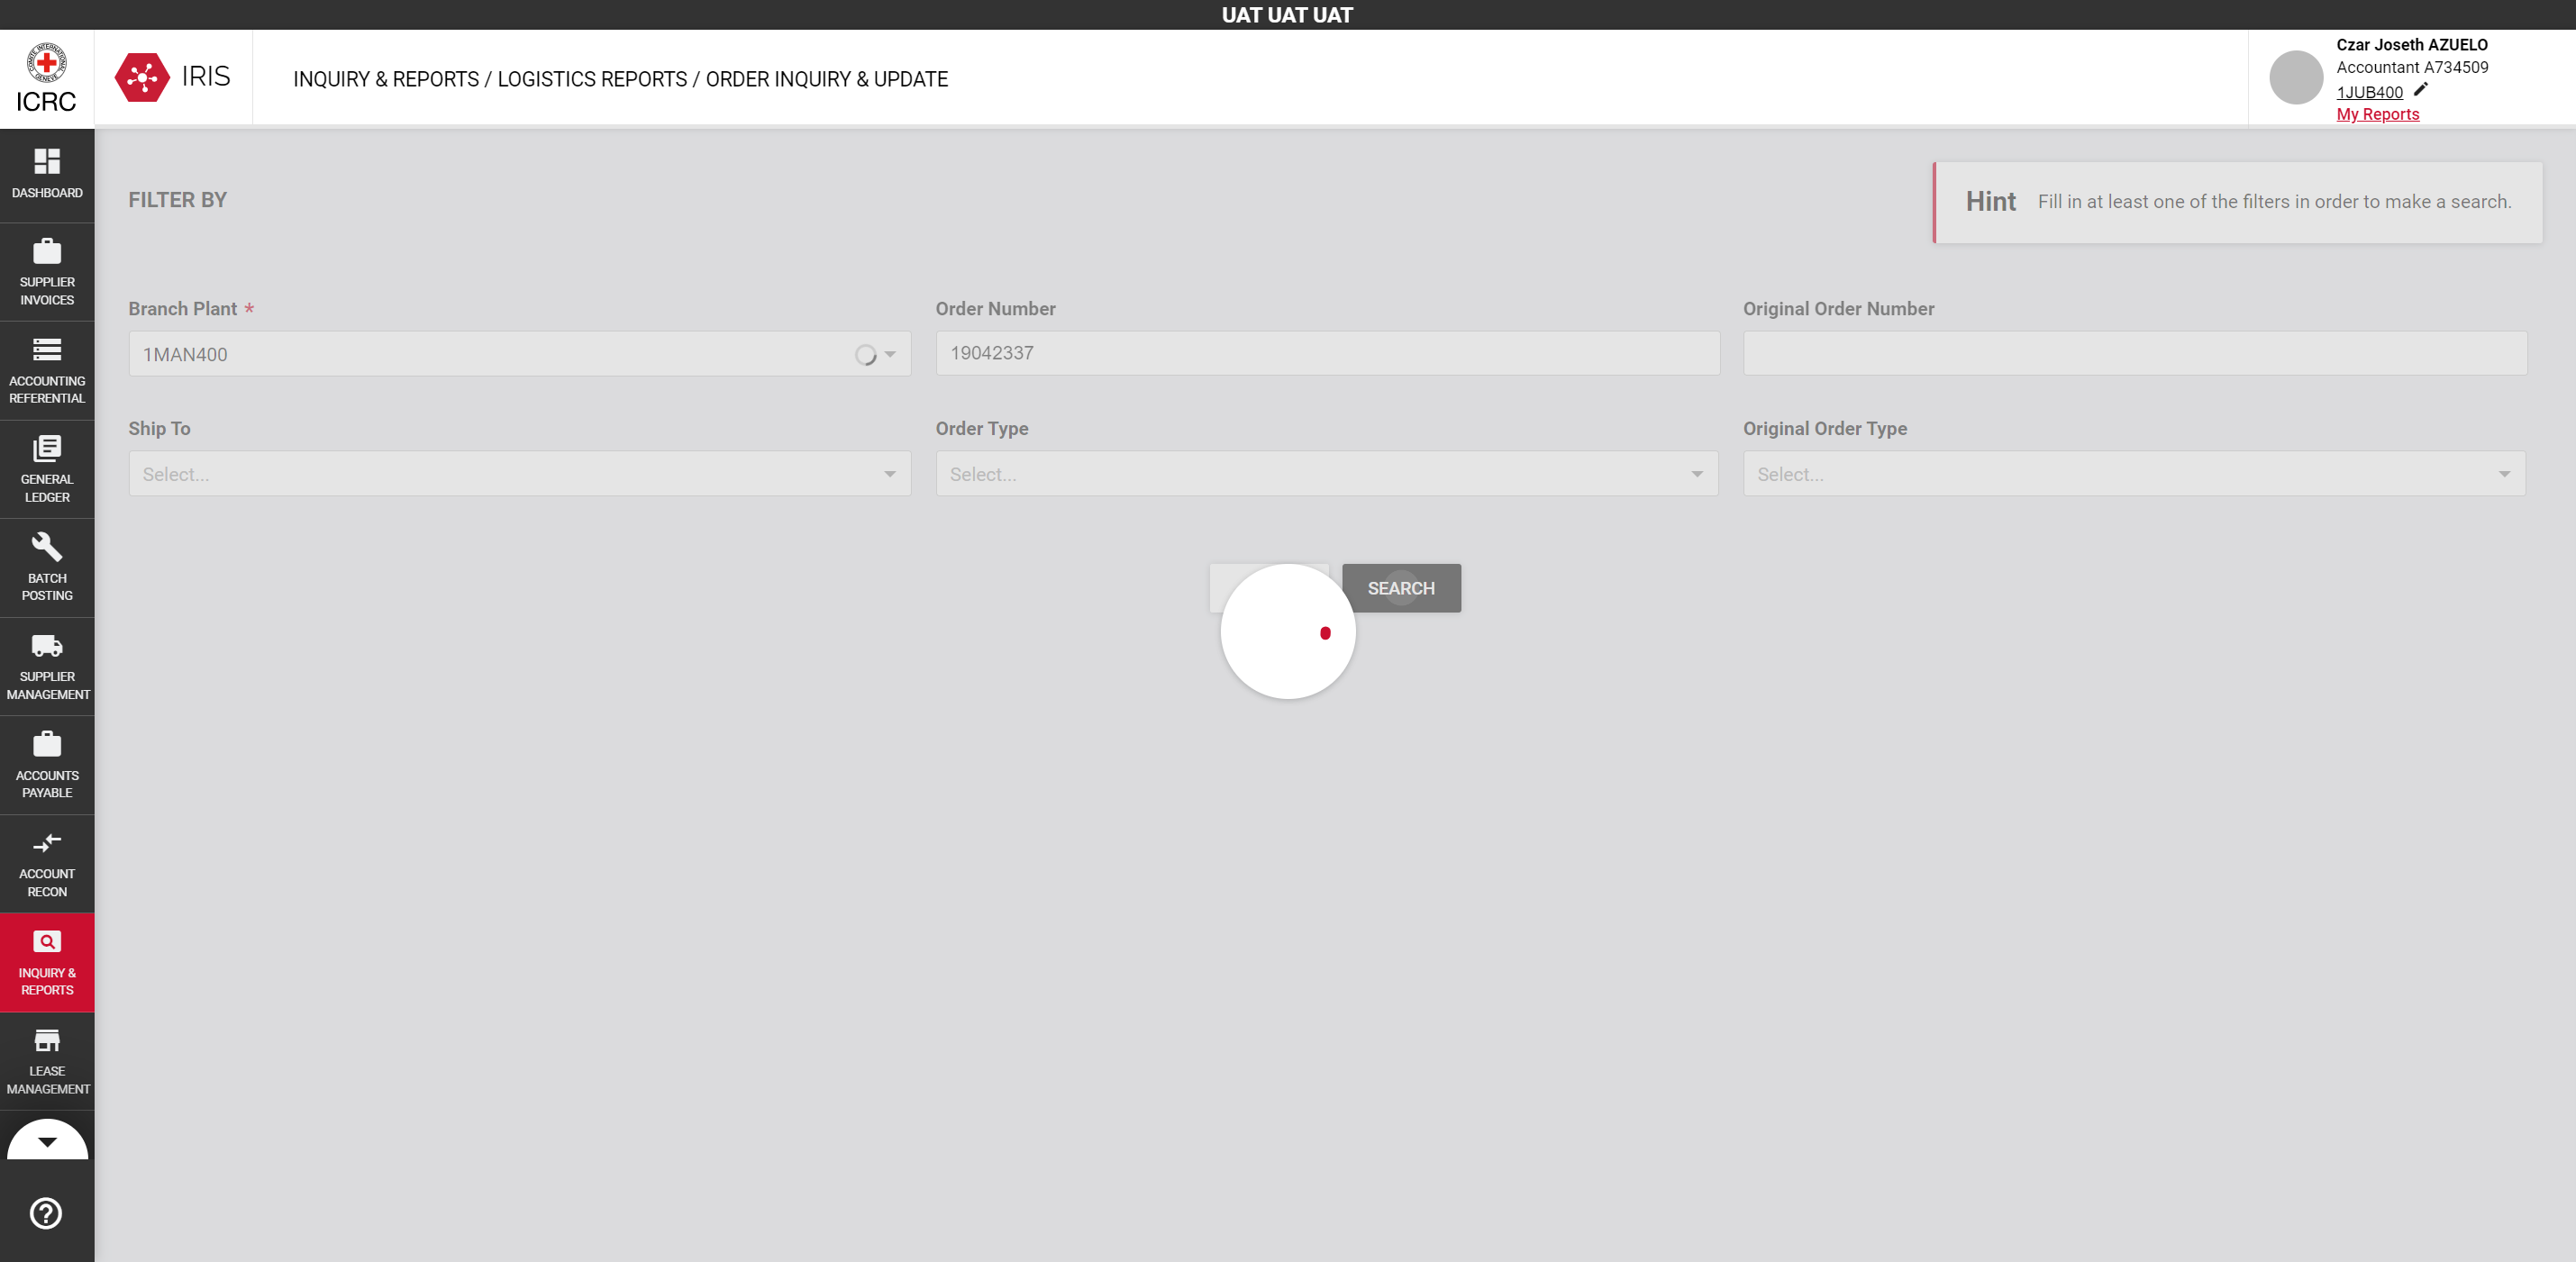 UAT UAT UAT
COMITE INTERNATIONAL GENEVE
ICRC
IRIS
INQUIRY & REPORTS / LOGISTICS REPORTS / ORDER INQUIRY & UPDATE
Czar Joseth AZUELO
Accountant A734509
1JUB400
My Reports
DASHBOARD
SUPPLIER
INVOICES
ACCOUNTING
REFERENTIAL
GENERAL
LEDGER
BATCH
POSTING
SUPPLIER
MANAGEMENT
ACCOUNTS
PAYABLE
ACCOUNT
RECON
INQUIRY &
REPORTS
LEASE
MANAGEMENT
FILTER BY
Hint Fill in at least one of the filters in order to make a search.
Branch Plant *
1MAN400
Order Number
19042337
Original Order Number
Ship To
Select...
Order Type
Select...
Original Order Type
Select...
SEARCH